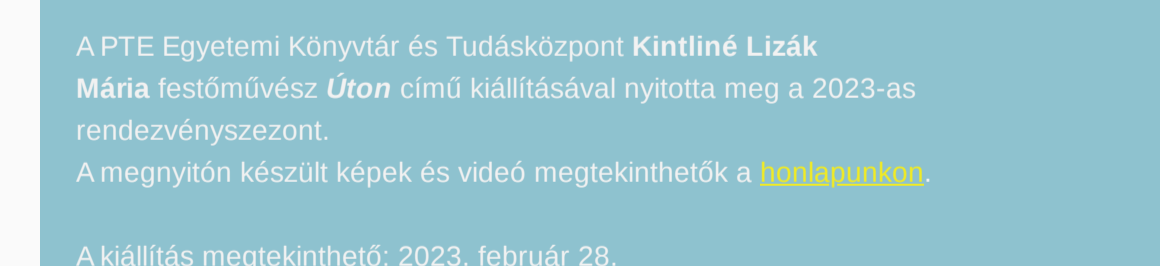 A PTE Egyetemi Könyvtár és Tudásközpont Kintliné Lizák
Mária festőművész Úton című kiállításával nyitotta meg a 2023-as
rendezvényszezont.
A megnyitón készült képek és videó megtekinthetők a honlapunkon.
A kiállítás megtekinthető: 2023. február 28.